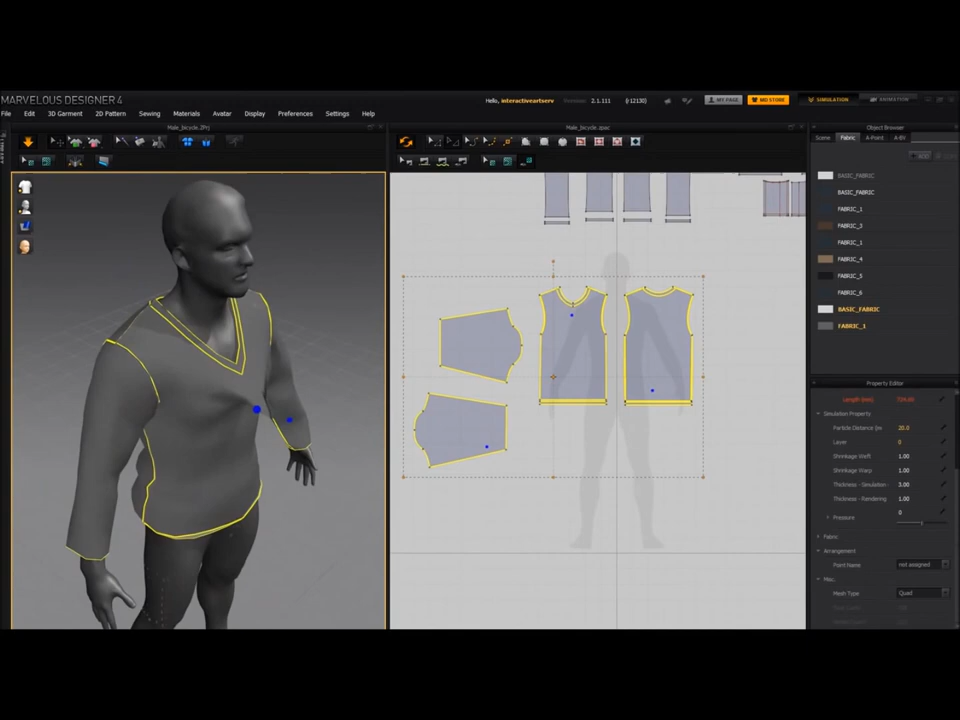 MARVELOUS DESIGNER 4
Hello, interactiveartserv
2.1.111
(r12130)
MY PAGE
MD STORE
SIMULATION
ANIMATION
File Edit 3D Garment 2D Pattern Sewing Materials Avatar Display Preferences Settings Help
Male_bicycle.ZPrj
Male_bicycle.zpac
Object Browser
Scene Fabric A-Point
ADD
BASIC_FABRIC
BASIC_FABRIC
FABRIC_1
FABRIC_3
FABRIC_1
FABRIC_4
FABRIC_5
FABRIC_6
BASIC_FABRIC
FABRIC_1
Property Editor
Simulation Property
Particle Distance (m 20.0
Layer 0
Shrinkage Weft 1.00
Shrinkage Warp 1.00
Thickness - Simulation 3.00
Thickness - Rendering 1.00
Pressure 0
Fabric
Arrangement
Point Name not assigned
Misc.
Mesh Type Quad